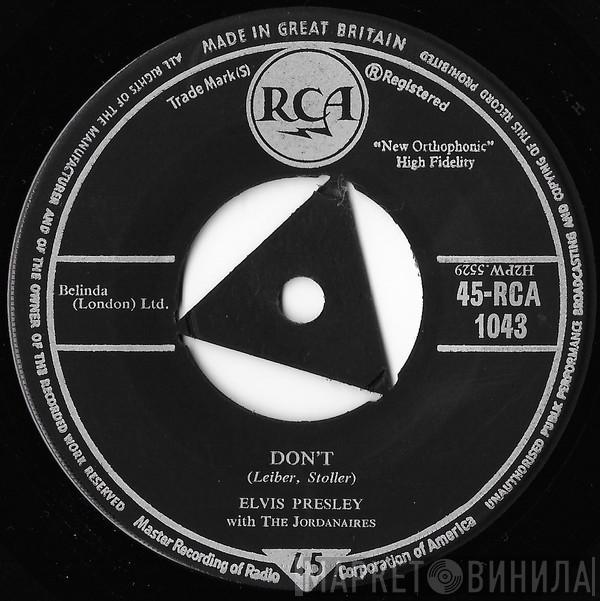 MADE IN GREAT BRITAIN
ALL RIGHTS OF THE MANUFACTURER AND OF THE OWNER OF THE RECORDED WORK RESERVED
UNAUTHORISED PUBLIC PERFORMANCE BROADCASTING AND COPYING OF THIS RECORD PROHIBITED
Trade Mark(S)
®Registered
RCA
"New Orthophonic"
High Fidelity
Belinda
(London) Ltd.
H2PW.5529
45-RCA
1043
DON'T
(Leiber, Stoller)
ELVIS PRESLEY
with THE JORDANAIRES
Master Recording of Radio Corporation of America
45
МАРКЕТ ВИНИЛА